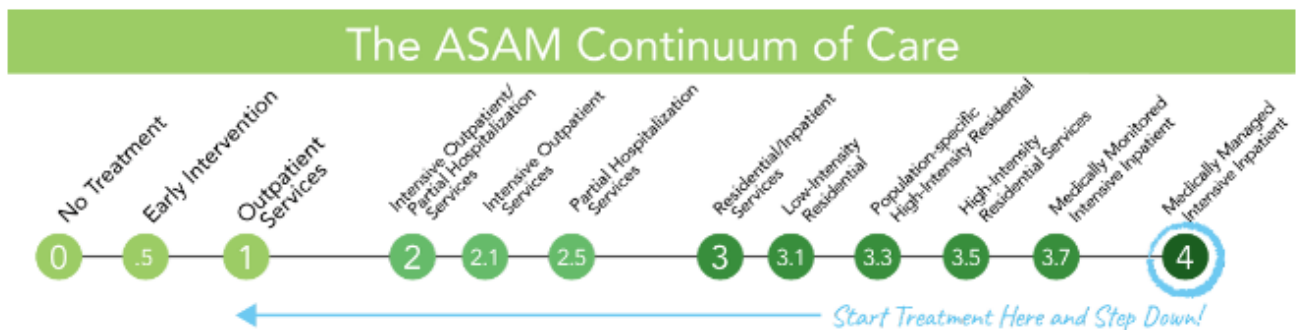 The ASAM Continuum of Care
No Treatment
Early Intervention
Outpatient
Services
Intensive Outpatient/
Partial Hospitalization
Services
Intensive Outpatient
Services
Partial Hospitalization
Services
Residential/Inpatient
Services
Low-Intensity
Residential
Population-specific
High-Intensity Residential
High-Intensity
Residential Services
Medically Monitored
Intensive Inpatient
Medically Managed
Intensive Inpatient
0
.5
1
2
2.1
2.5
3
3.1
3.3
3.5
3.7
4
Start Treatment Here and Step Down!